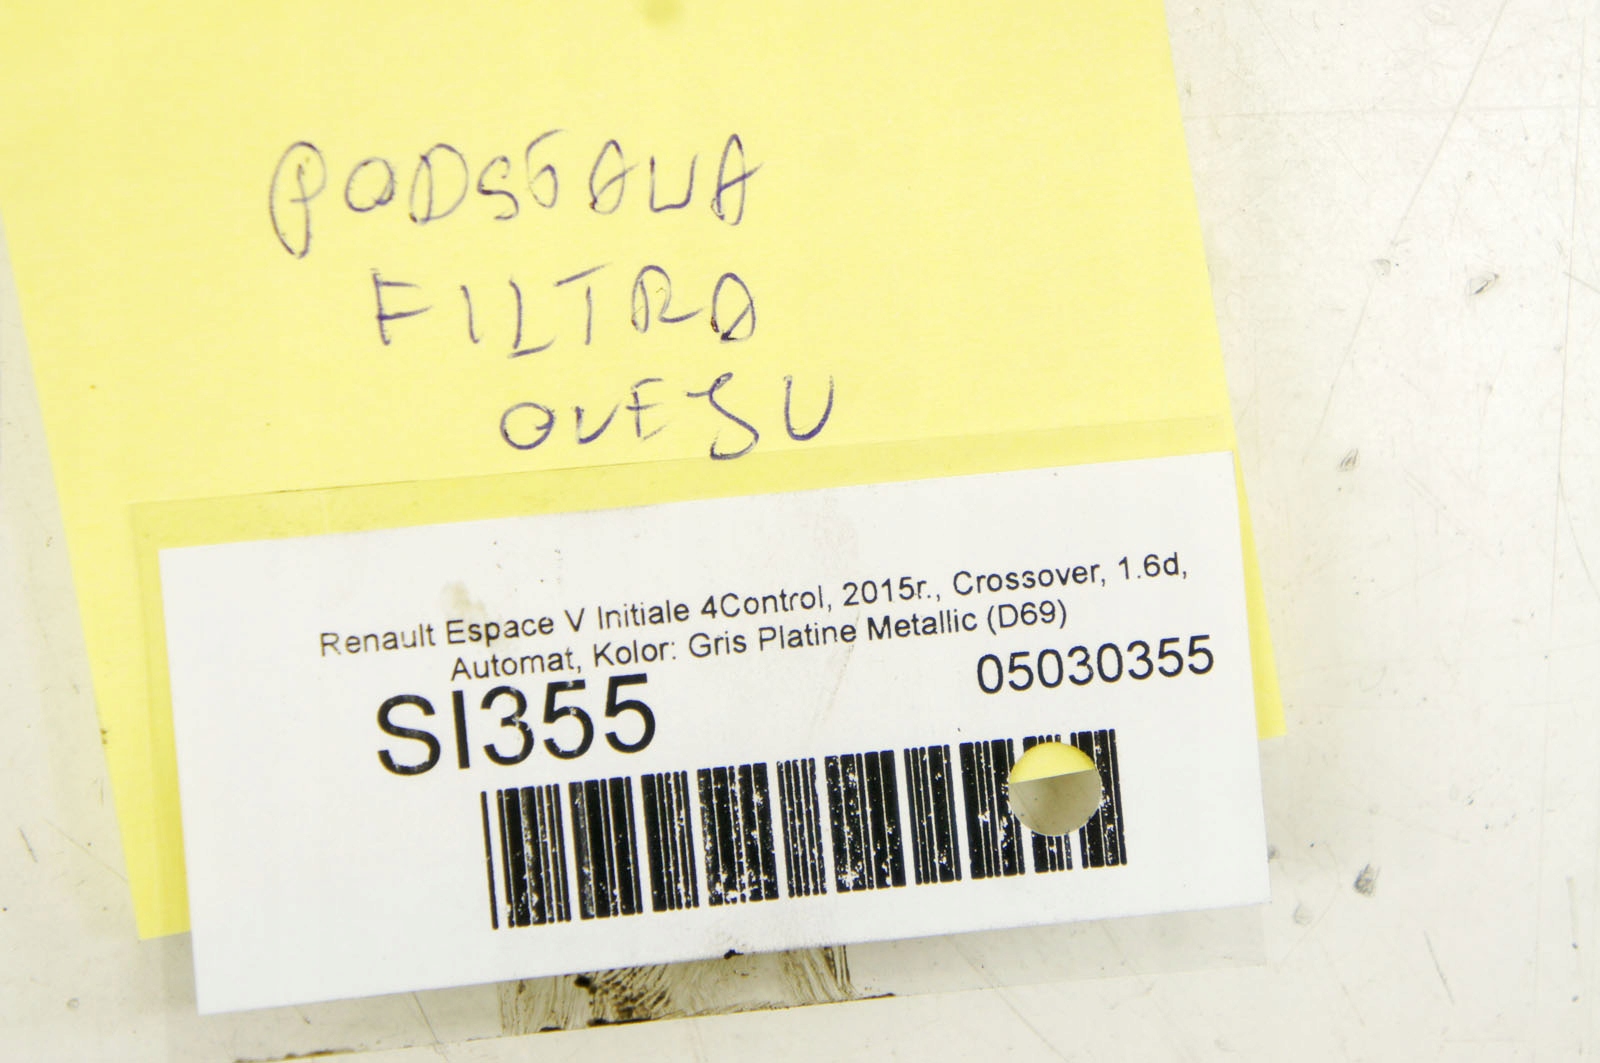 PODSTAWA
FILTRA
OLEJU
Renault Espace V Initiale 4Control, 2015r., Crossover, 1.6d,
Automat, Kolor: Gris Platine Metallic (D69)
SI355
05030355